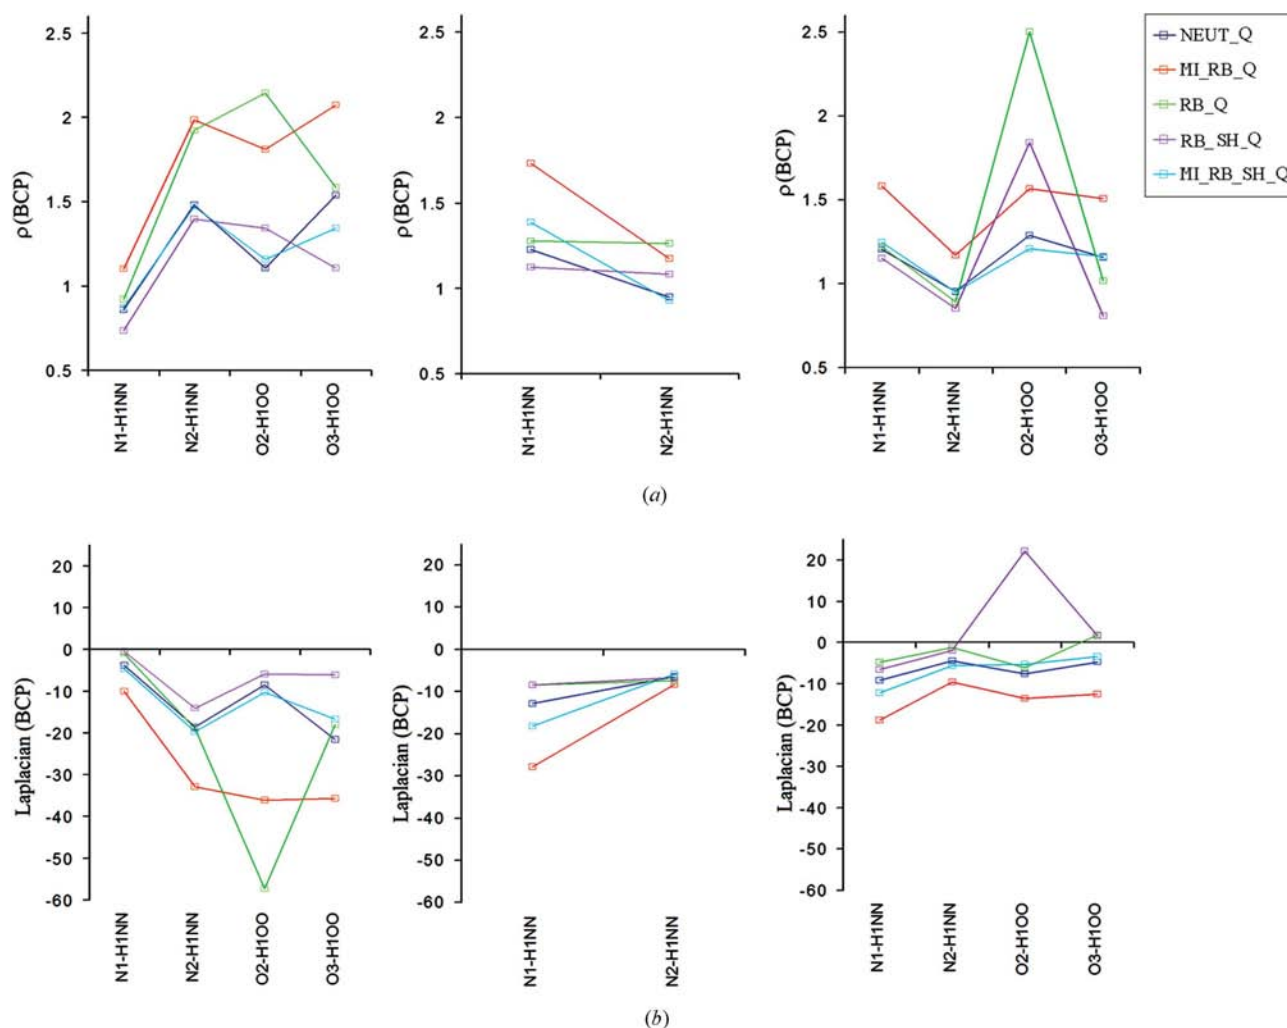 2.5
2
1.5
1
0.5
ρ(BCP)
N1-H1NN
N2-H1NN
O2-H1OO
O3-H1OO
2.5
2
1.5
1
0.5
ρ(BCP)
N1-H1NN
N2-H1NN
2.5
2
1.5
1
0.5
ρ(BCP)
N1-H1NN
N2-H1NN
O2-H1OO
O3-H1OO
NEUT_Q
MI_RB_Q
RB_Q
RB_SH_Q
MI_RB_SH_Q
(a)
20
10
0
-10
-20
-30
-40
-50
-60
Laplacian (BCP)
N1-H1NN
N2-H1NN
O2-H1OO
O3-H1OO
20
10
0
-10
-20
-30
-40
-50
-60
Laplacian (BCP)
N1-H1NN
N2-H1NN
20
10
0
-10
-20
-30
-40
-50
-60
Laplacian (BCP)
N1-H1NN
N2-H1NN
O2-H1OO
O3-H1OO
(b)